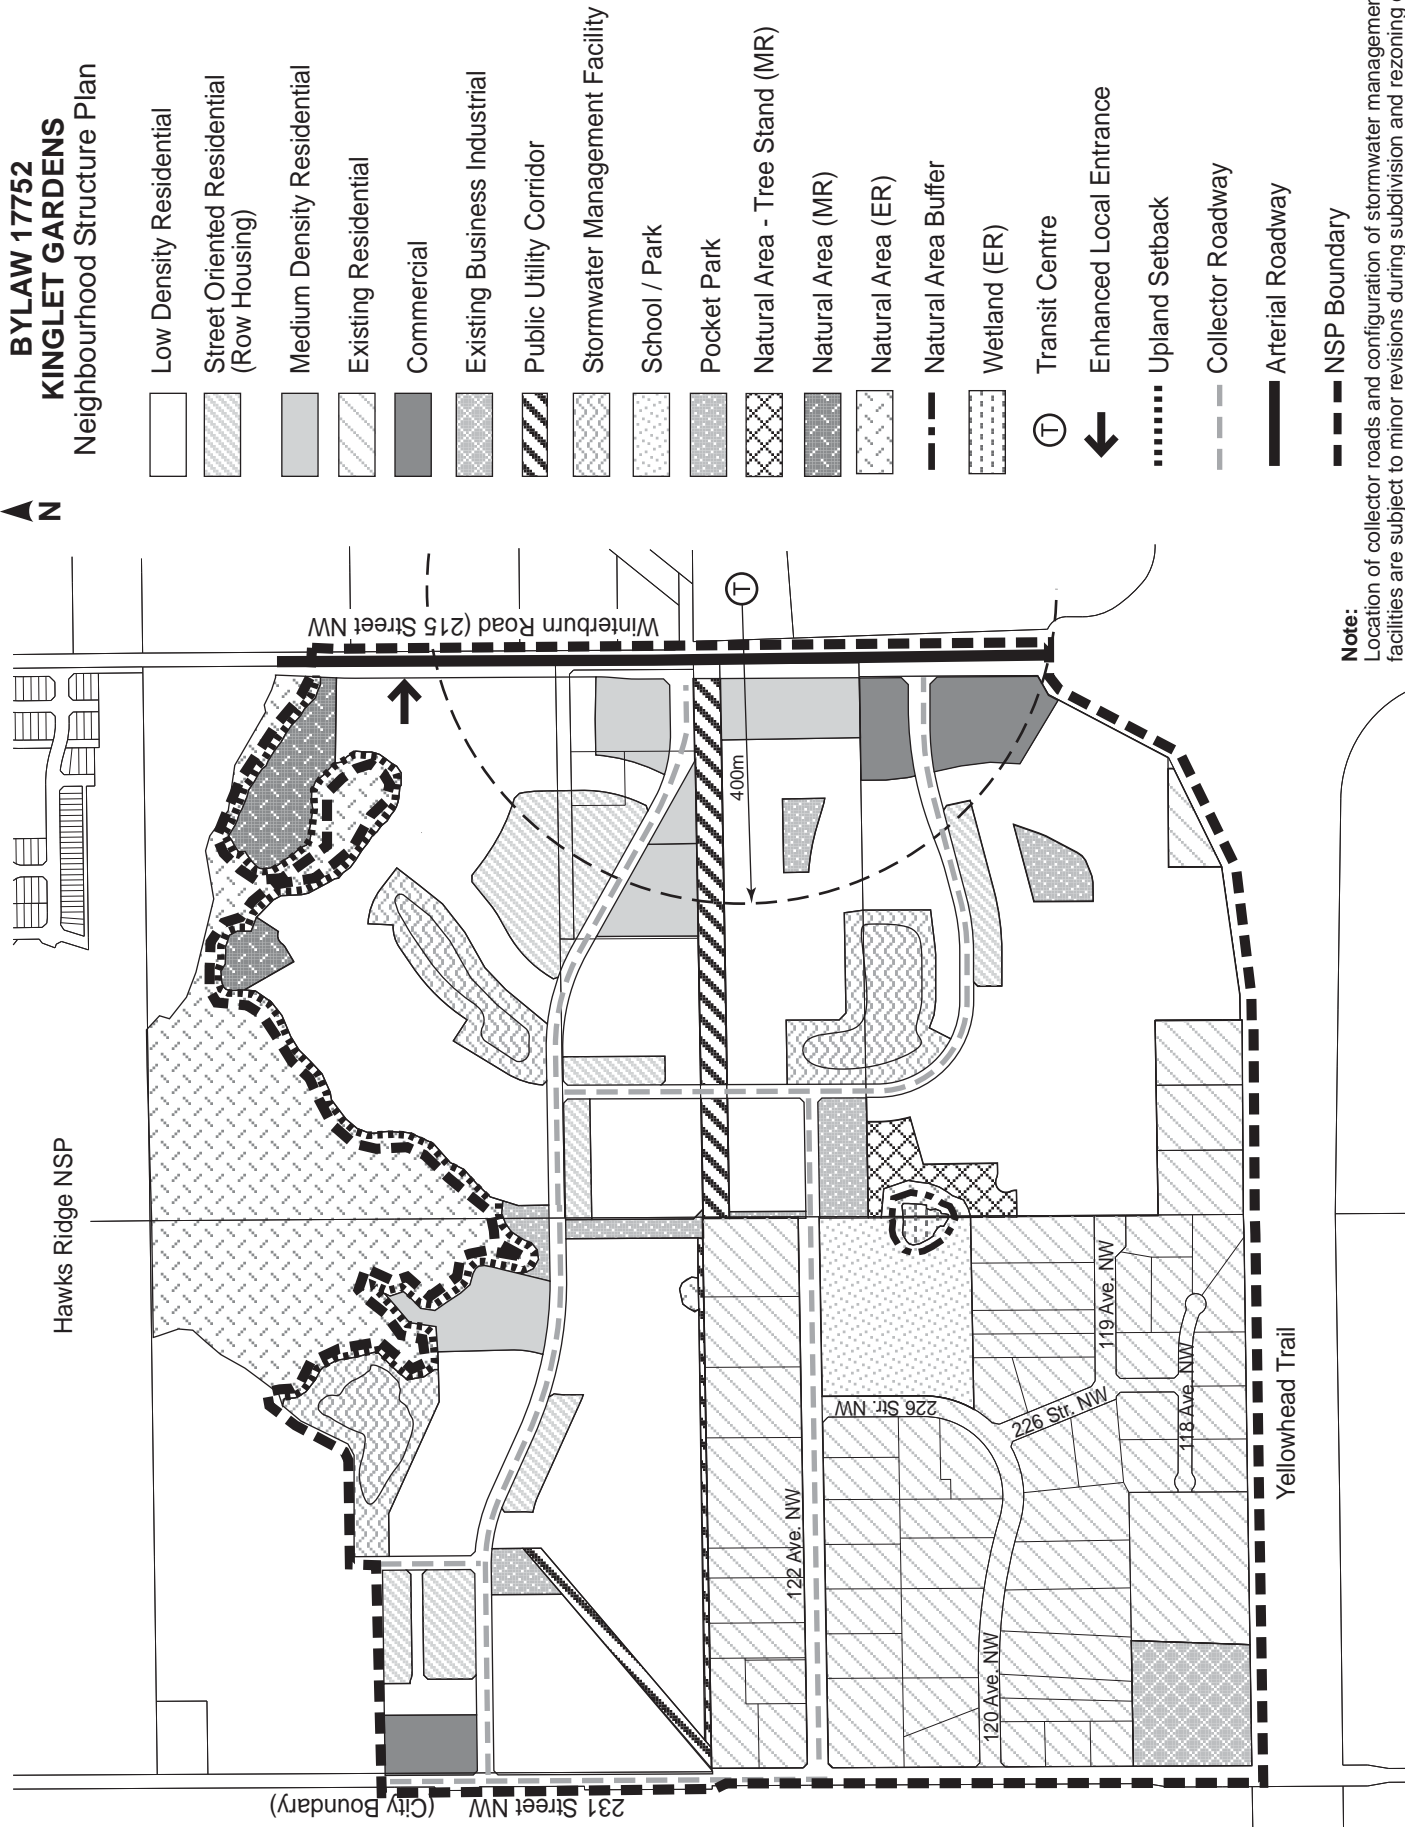 BYLAW 17752
KINGLET GARDENS
Neighbourhood Structure Plan
Low Density Residential
Street Oriented Residential
(Row Housing)
Medium Density Residential
Existing Residential
Commercial
Existing Business Industrial
Public Utility Corridor
Stormwater Management Facility
School / Park
Pocket Park
Natural Area - Tree Stand (MR)
Natural Area (MR)
Natural Area (ER)
Natural Area Buffer
Wetland (ER)
T
Transit Centre
Enhanced Local Entrance
Upland Setback
Collector Roadway
Arterial Roadway
NSP Boundary
Note:
Location of collector roads and configuration of stormwater managemen
facilities are subject to minor revisions during subdivision and rezoning
N
Hawks Ridge NSP
Winterburn Road (215 Street NW
T
400m
231 Street NW
(City Boundary)
122 Ave. NW
226 Str. NW
226 Str. NW
119 Ave. NW
118 Ave. NW
120 Ave. NW
Yellowhead Trail